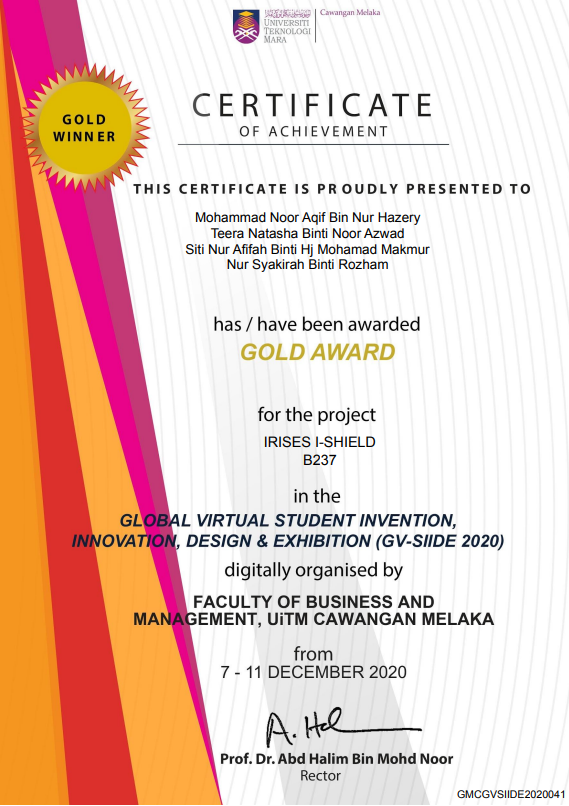 UNIVERSITI
TEKNOLOGI
MARA
Cawangan Melaka
GOLD
WINNER
CERTIFICATE
OF ACHIEVEMENT
THIS CERTIFICATE IS PROUDLY PRESENTED TO
Mohammad Noor Aqif Bin Nur Hazery
Teera Natasha Binti Noor Azwad
Siti Nur Afifah Binti Hj Mohamad Makmur
Nur Syakirah Binti Rozham
has / have been awarded
GOLD AWARD
for the project
IRISES I-SHIELD
B237
in the
GLOBAL VIRTUAL STUDENT INVENTION,
INNOVATION, DESIGN & EXHIBITION (GV-SIIDE 2020)
digitally organised by
FACULTY OF BUSINESS AND
MANAGEMENT, UiTM CAWANGAN MELAKA
from
7 - 11 DECEMBER 2020
A. Hal
Prof. Dr. Abd Halim Bin Mohd Noor
Rector
GMCGVSIIDE2020041